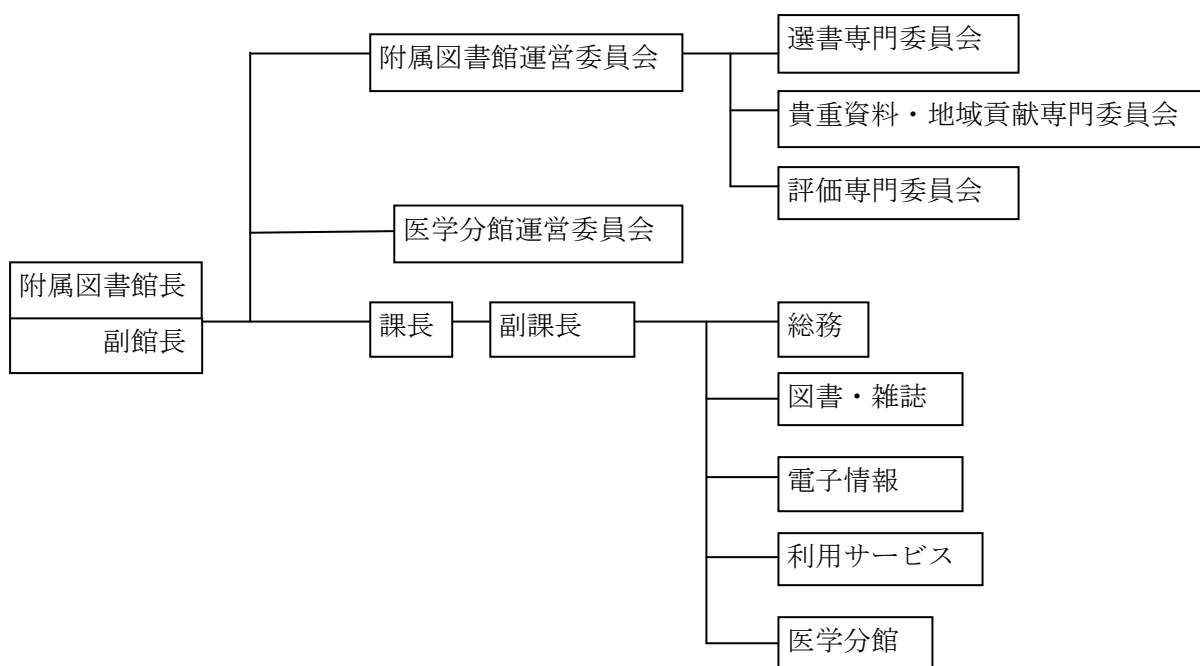 附属図書館運営委員会
選書専門委員会
貴重資料・地域貢献専門委員会
評価専門委員会
医学分館運営委員会
附属図書館長
副館長
課長
副課長
総務
図書・雑誌
電子情報
利用サービス
医学分館